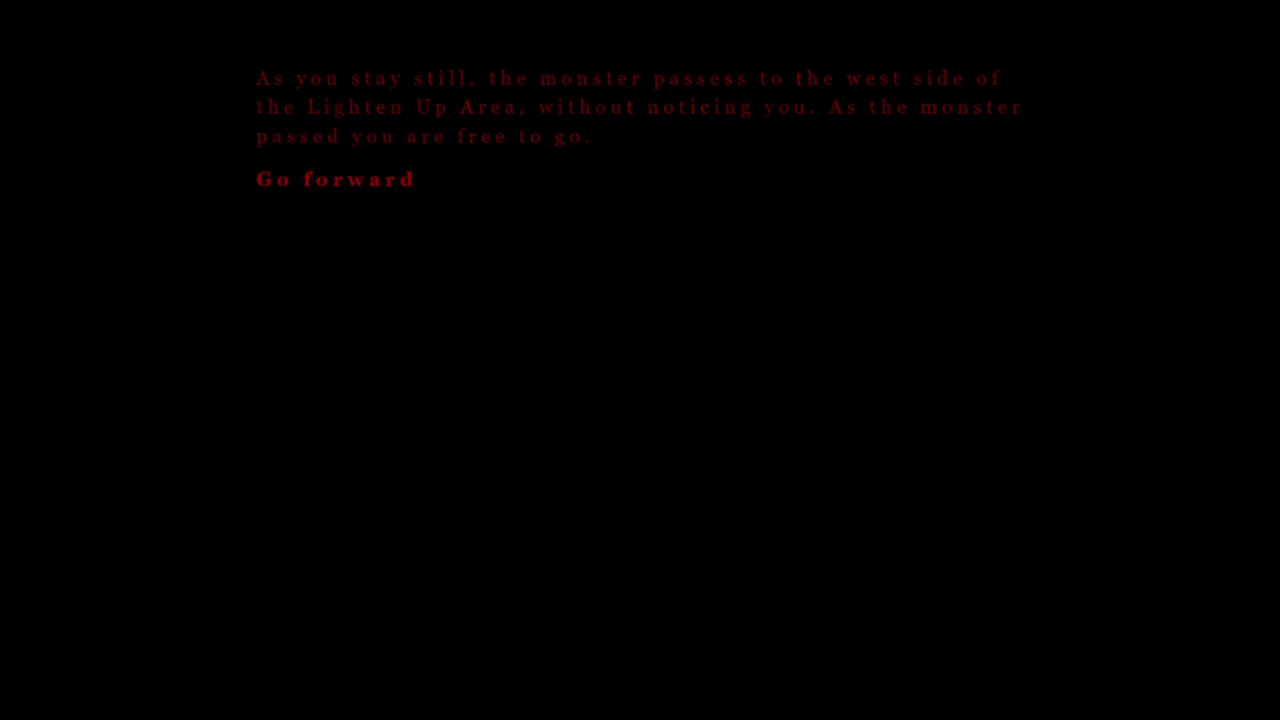 As you stay still, the monster passess to the west side of
the Lighten Up Area, without noticing you. As the monster
passed you are free to go.
Go forward